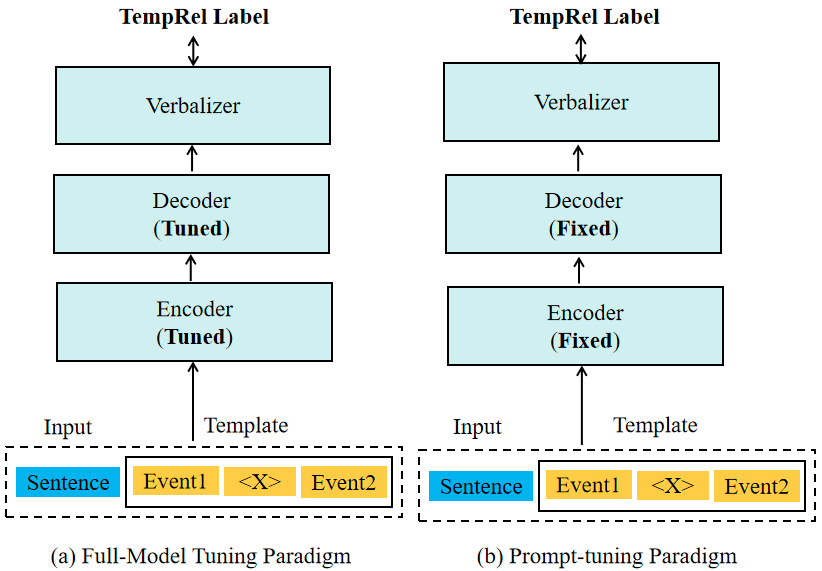 TempRel Label
Verbalizer
Decoder
(Tuned)
Encoder
(Tuned)
Input
Template
Sentence
Event1
<X>
Event2
(a) Full-Model Tuning Paradigm
TempRel Label
Verbalizer
Decoder
(Fixed)
Encoder
(Fixed)
Input
Template
Sentence
Event1
<X>
Event2
(b) Prompt-tuning Paradigm